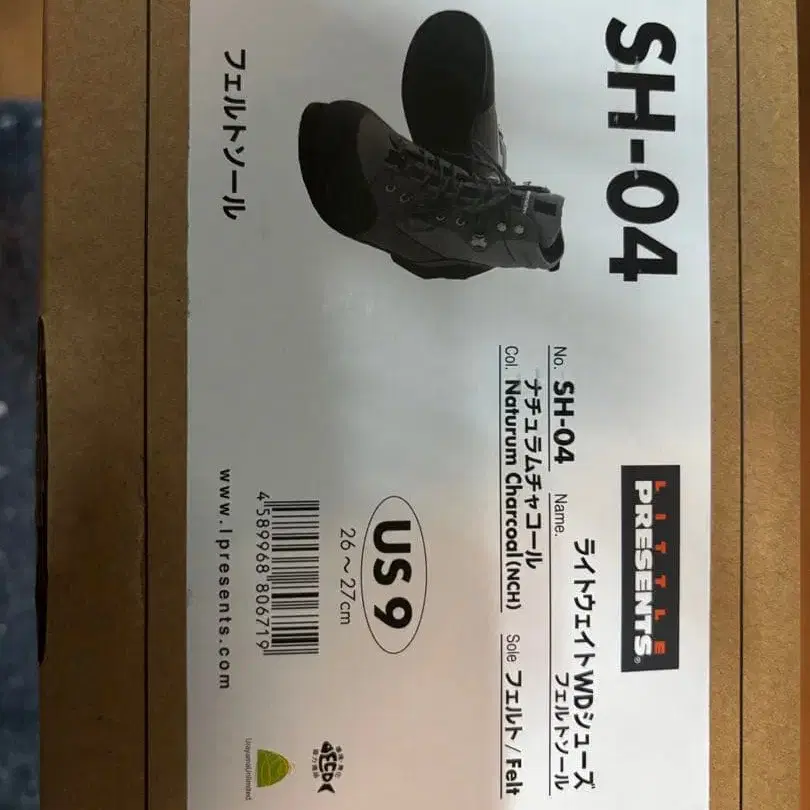 SH-04
フェルトソール
LITTLE
PRESENTS®
No. SH-04
Name. ライトウェイトWDシューズ
フェルトソール
ナチュラムチャコール
Col. Naturum Charcoal (NCH)
Sole フェルト / Felt
US 9
26～27cm
4 589968 806719
www.lpresents.com
ECO
UrayamaUnlimited